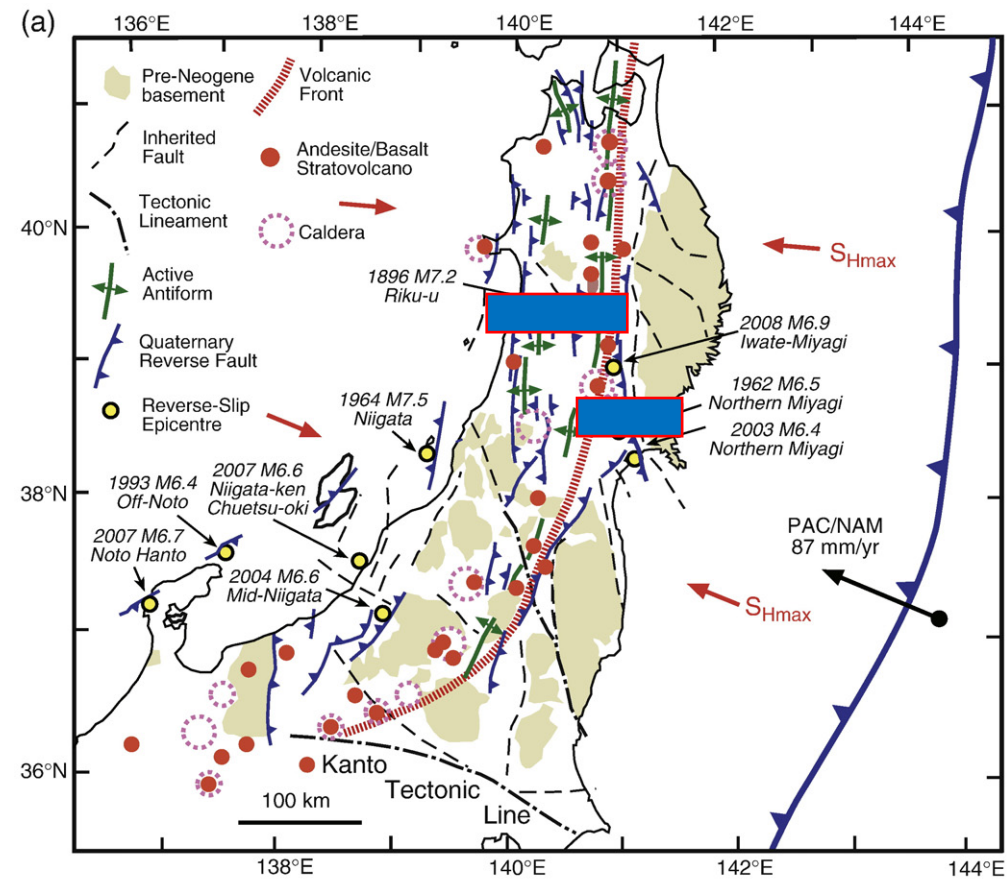 (a)
136°E
138°E
140°E
142°E
144°E
Pre-Neogene
basement
Volcanic
Front
Inherited
Fault
Andesite/Basalt
Stratovolcano
Tectonic
Lineament
Caldera
Active
Antiform
Quaternary
Reverse Fault
Reverse-Slip
Epicentre
40°N
38°N
36°N
SHmax
1896 M7.2
Riku-u
2008 M6.9
Iwate-Miyagi
1962 M6.5
Northern Miyagi
2003 M6.4
Northern Miyagi
1964 M7.5
Niigata
2007 M6.6
Niigata-ken
Chuetsu-oki
1993 M6.4
Off-Noto
2007 M6.7
Noto Hanto
2004 M6.6
Mid-Niigata
PAC/NAM
87 mm/yr
SHmax
Kanto
Tectonic
Line
100 km
138°E
140°E
142°E
144°E